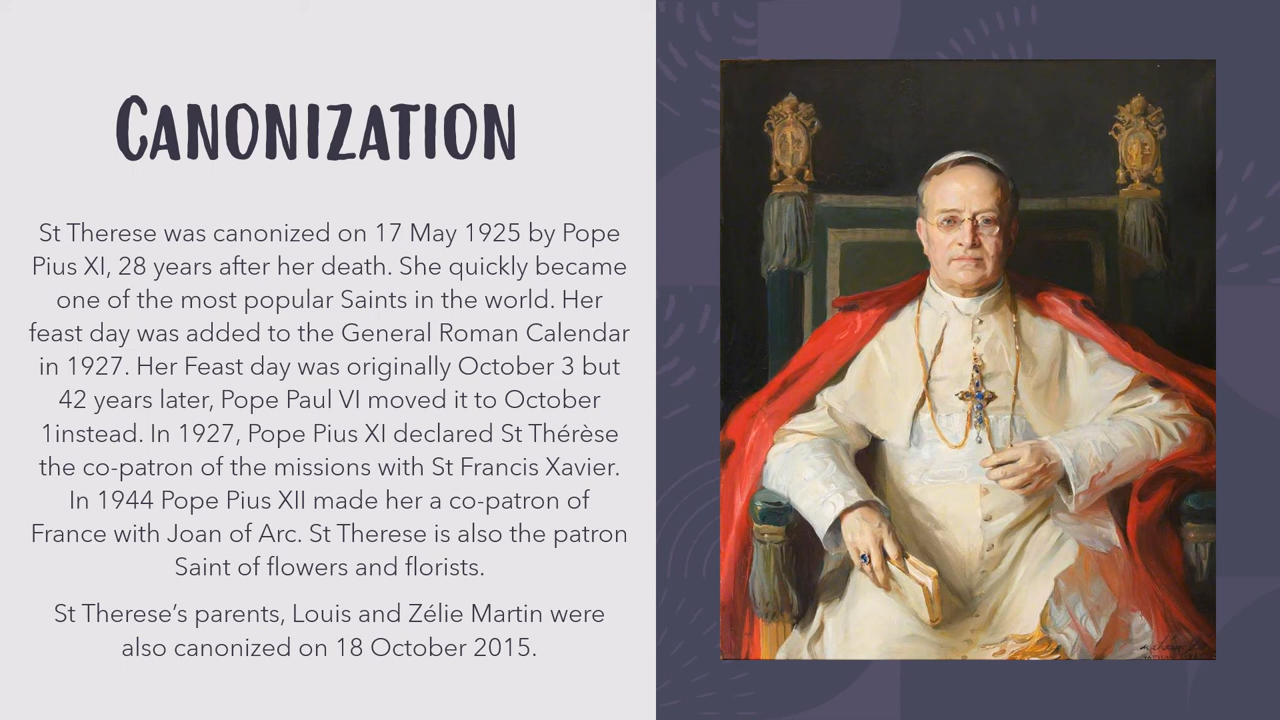 CANONIZATION
St Therese was canonized on 17 May 1925 by Pope
Pius XI, 28 years after her death. She quickly became
one of the most popular Saints in the world. Her
feast day was added to the General Roman Calendar
in 1927. Her Feast day was originally October 3 but
42 years later, Pope Paul VI moved it to October
1instead. In 1927, Pope Pius XI declared St Thérèse
the co-patron of the missions with St Francis Xavier.
In 1944 Pope Pius XII made her a co-patron of
France with Joan of Arc. St Therese is also the patron
Saint of flowers and florists.
St Therese’s parents, Louis and Zélie Martin were
also canonized on 18 October 2015.